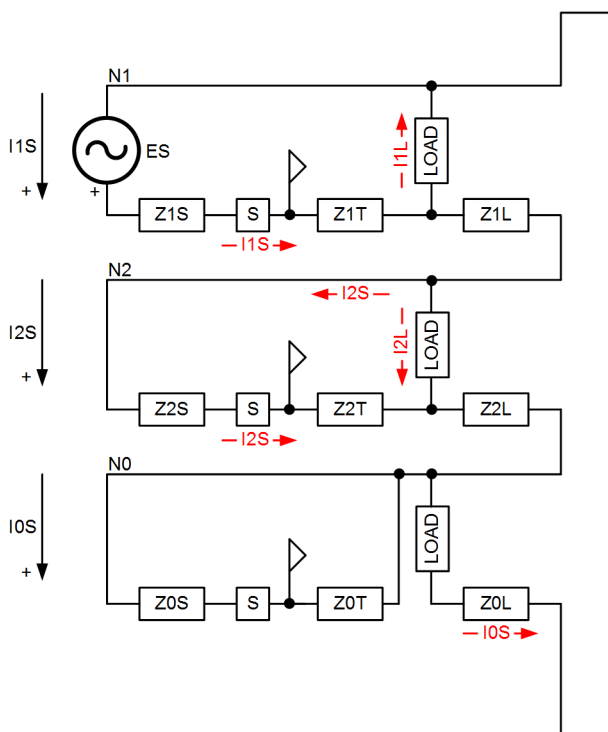 N1
I1S
+
ES
+
I1L
LOAD
Z1S
S
Z1T
Z1L
I1S
N2
I2S
I2S
+
I2L
LOAD
Z2S
S
Z2T
Z2L
I2S
N0
I0S
+
LOAD
Z0S
S
Z0T
Z0L
I0S